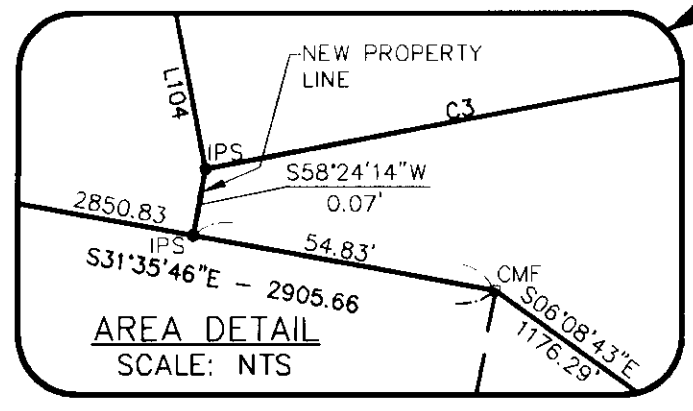 NEW PROPERTY
LINE
L104
C3
IPS
S58°24'14"W
0.07'
2850.83
IPS
54.83'
S31°35'46"E - 2905.66
CMF
S06°08'43"E
1176.29'
AREA DETAIL
SCALE: NTS